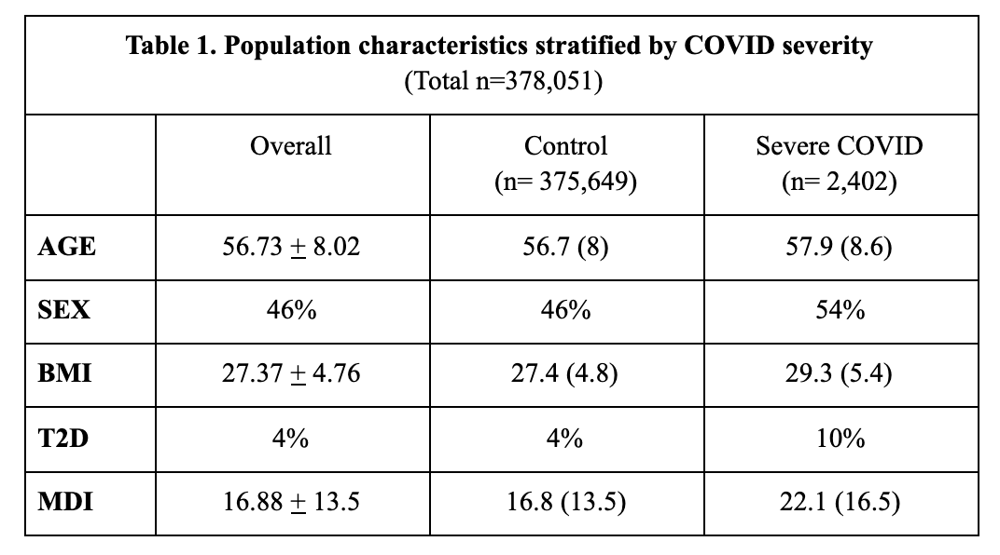 Table 1. Population characteristics stratified by COVID severity
(Total n=378,051)
Overall Control Severe COVID
(n= 375,649) (n= 2,402)
AGE 56.73 ± 8.02 56.7 (8) 57.9 (8.6)
SEX 46% 46% 54%
BMI 27.37 ± 4.76 27.4 (4.8) 29.3 (5.4)
T2D 4% 4% 10%
MDI 16.88 ± 13.5 16.8 (13.5) 22.1 (16.5)